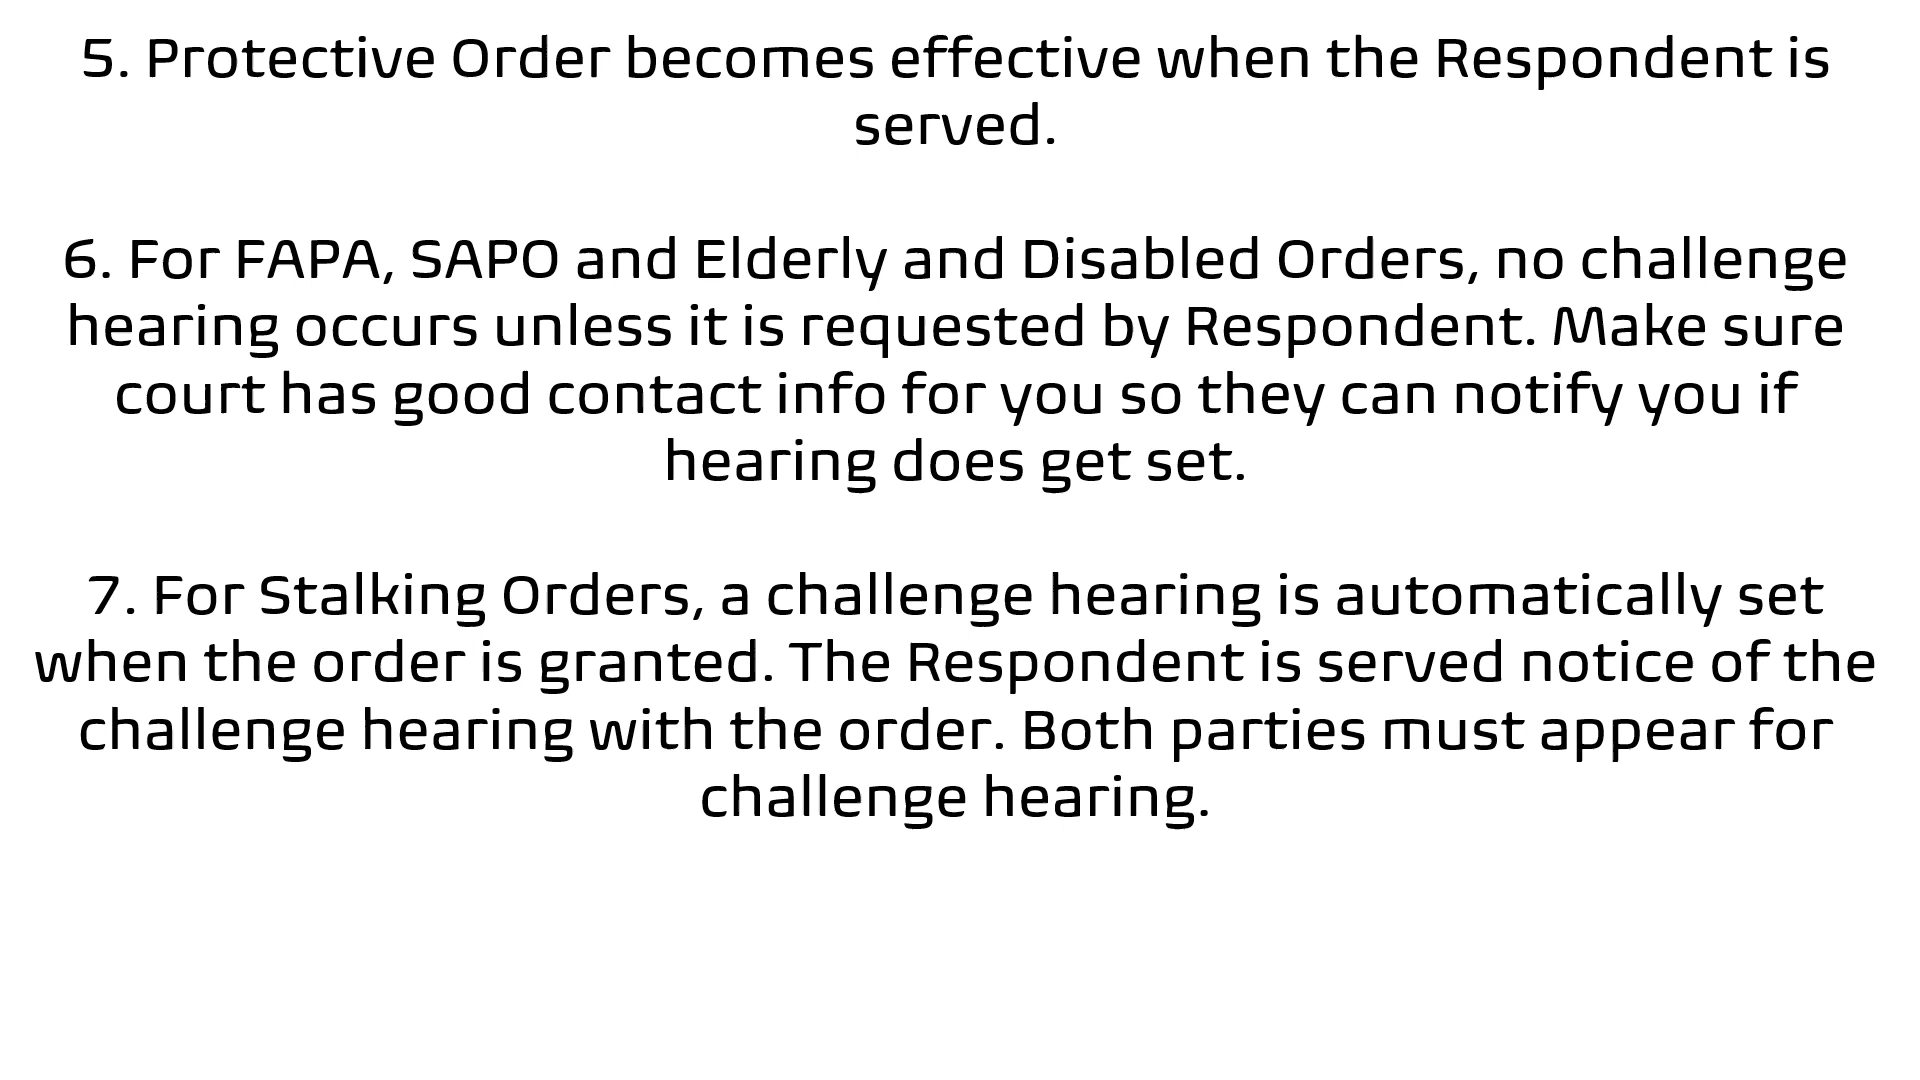 5. Protective Order becomes effective when the Respondent is
served.
6. For FAPA, SAPO and Elderly and Disabled Orders, no challenge
hearing occurs unless it is requested by Respondent. Make sure
court has good contact info for you so they can notify you if
hearing does get set.
7. For Stalking Orders, a challenge hearing is automatically set
when the order is granted. The Respondent is served notice of the
challenge hearing with the order. Both parties must appear for
challenge hearing.